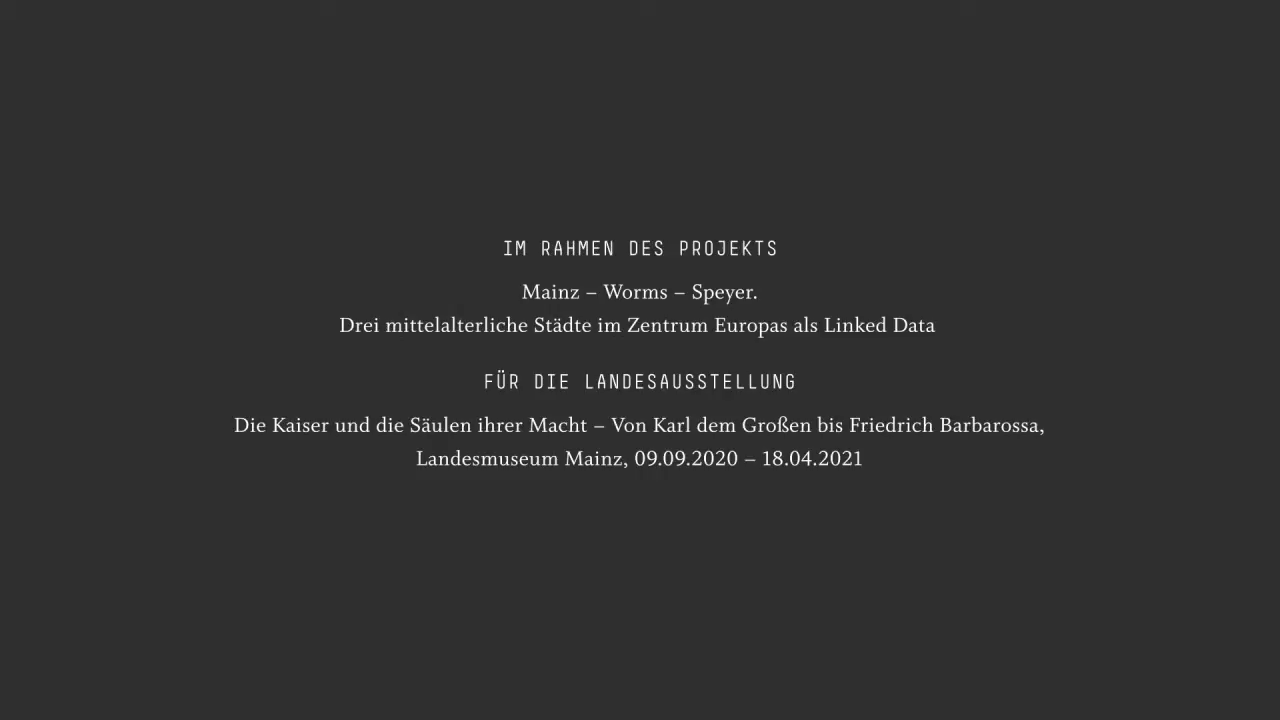 IM RAHMEN DES PROJEKTS
Mainz – Worms – Speyer.
Drei mittelalterliche Städte im Zentrum Europas als Linked Data
FÜR DIE LANDESAUSSTELLUNG
Die Kaiser und die Säulen ihrer Macht – Von Karl dem Großen bis Friedrich Barbarossa,
Landesmuseum Mainz, 09.09.2020 – 18.04.2021